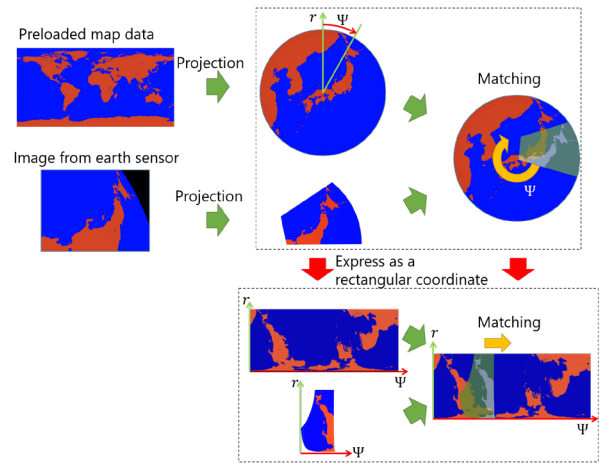 Preloaded map data
Projection
r
Ψ
Matching
Image from earth sensor
Projection
Ψ
Express as a
rectangular coordinate
r
Ψ
Matching
r
Ψ
r
Ψ